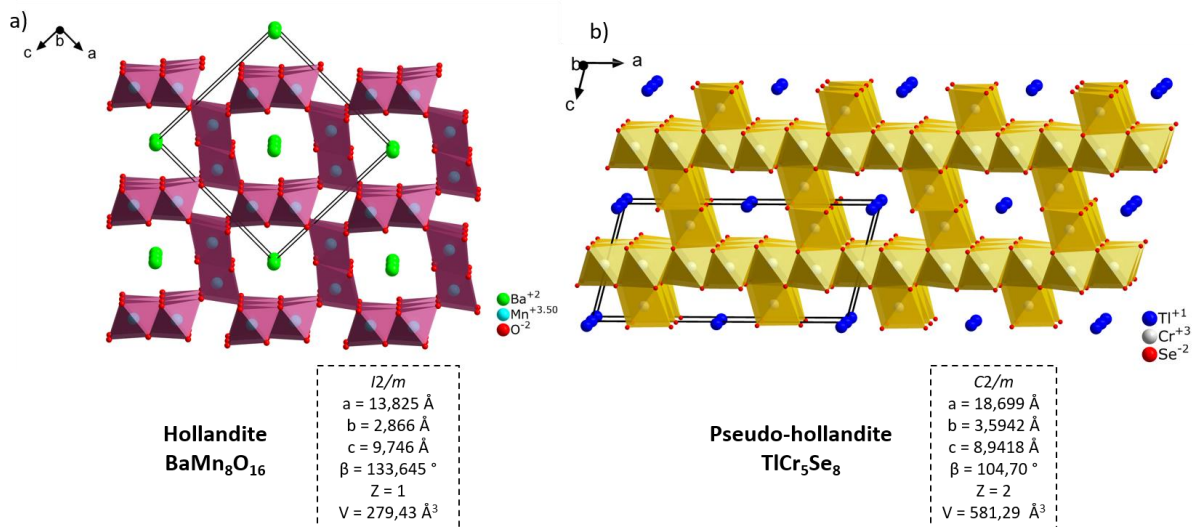 a)
b
c
a
Ba+2
Mn+3.50
O-2
Hollandite
BaMn8O16
I2/m
a = 13,825 Å
b = 2,866 Å
c = 9,746 Å
β = 133,645 °
Z = 1
V = 279,43 Å3
b)
b
a
c
Tl+1
Cr+3
Se-2
Pseudo-hollandite
TlCr5Se8
C2/m
a = 18,699 Å
b = 3,5942 Å
c = 8,9418 Å
β = 104,70 °
Z = 2
V = 581,29 Å3